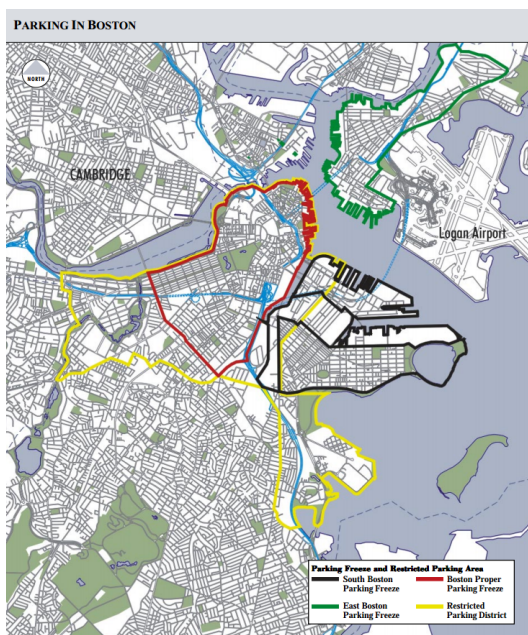 PARKING IN BOSTON
NORTH
CAMBRIDGE
Logan Airport
Parking Freeze and Restricted Parking Area
South Boston
Parking Freeze
Boston Proper
Parking Freeze
East Boston
Parking Freeze
Restricted
Parking District